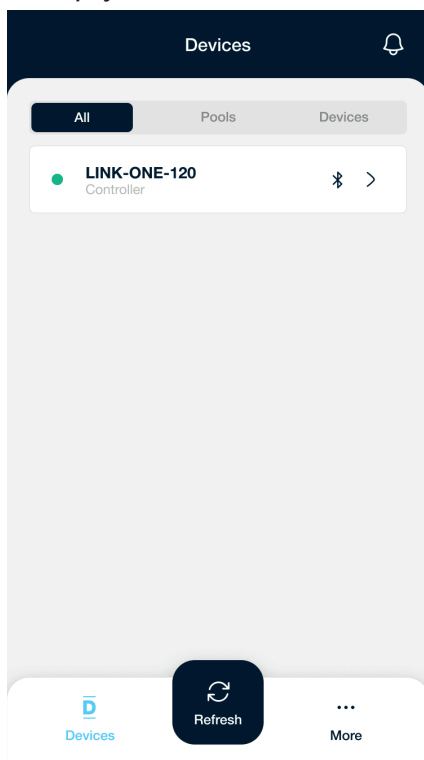 Devices
All Pools Devices
LINK-ONE-120
Controller
D
Refresh
Devices
More